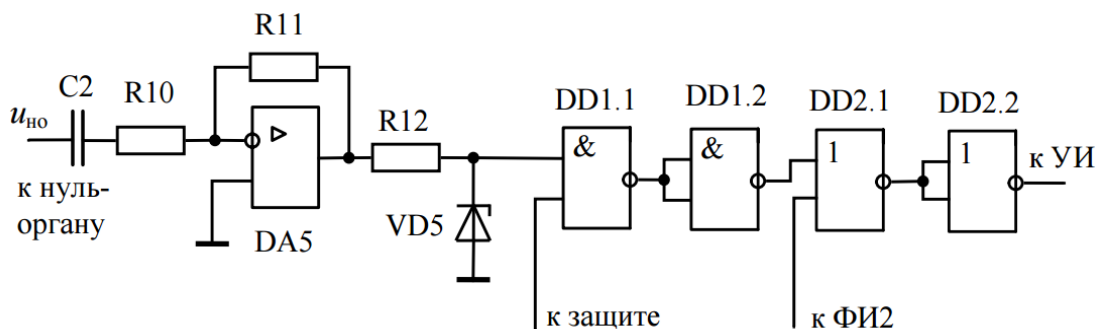 R11
C2
R10
DD1.1
DD1.2
DD2.1
DD2.2
uно
R12
&
&
1
1
к УИ
к нуль-
органу
DA5
VD5
к защите
к ФИ2